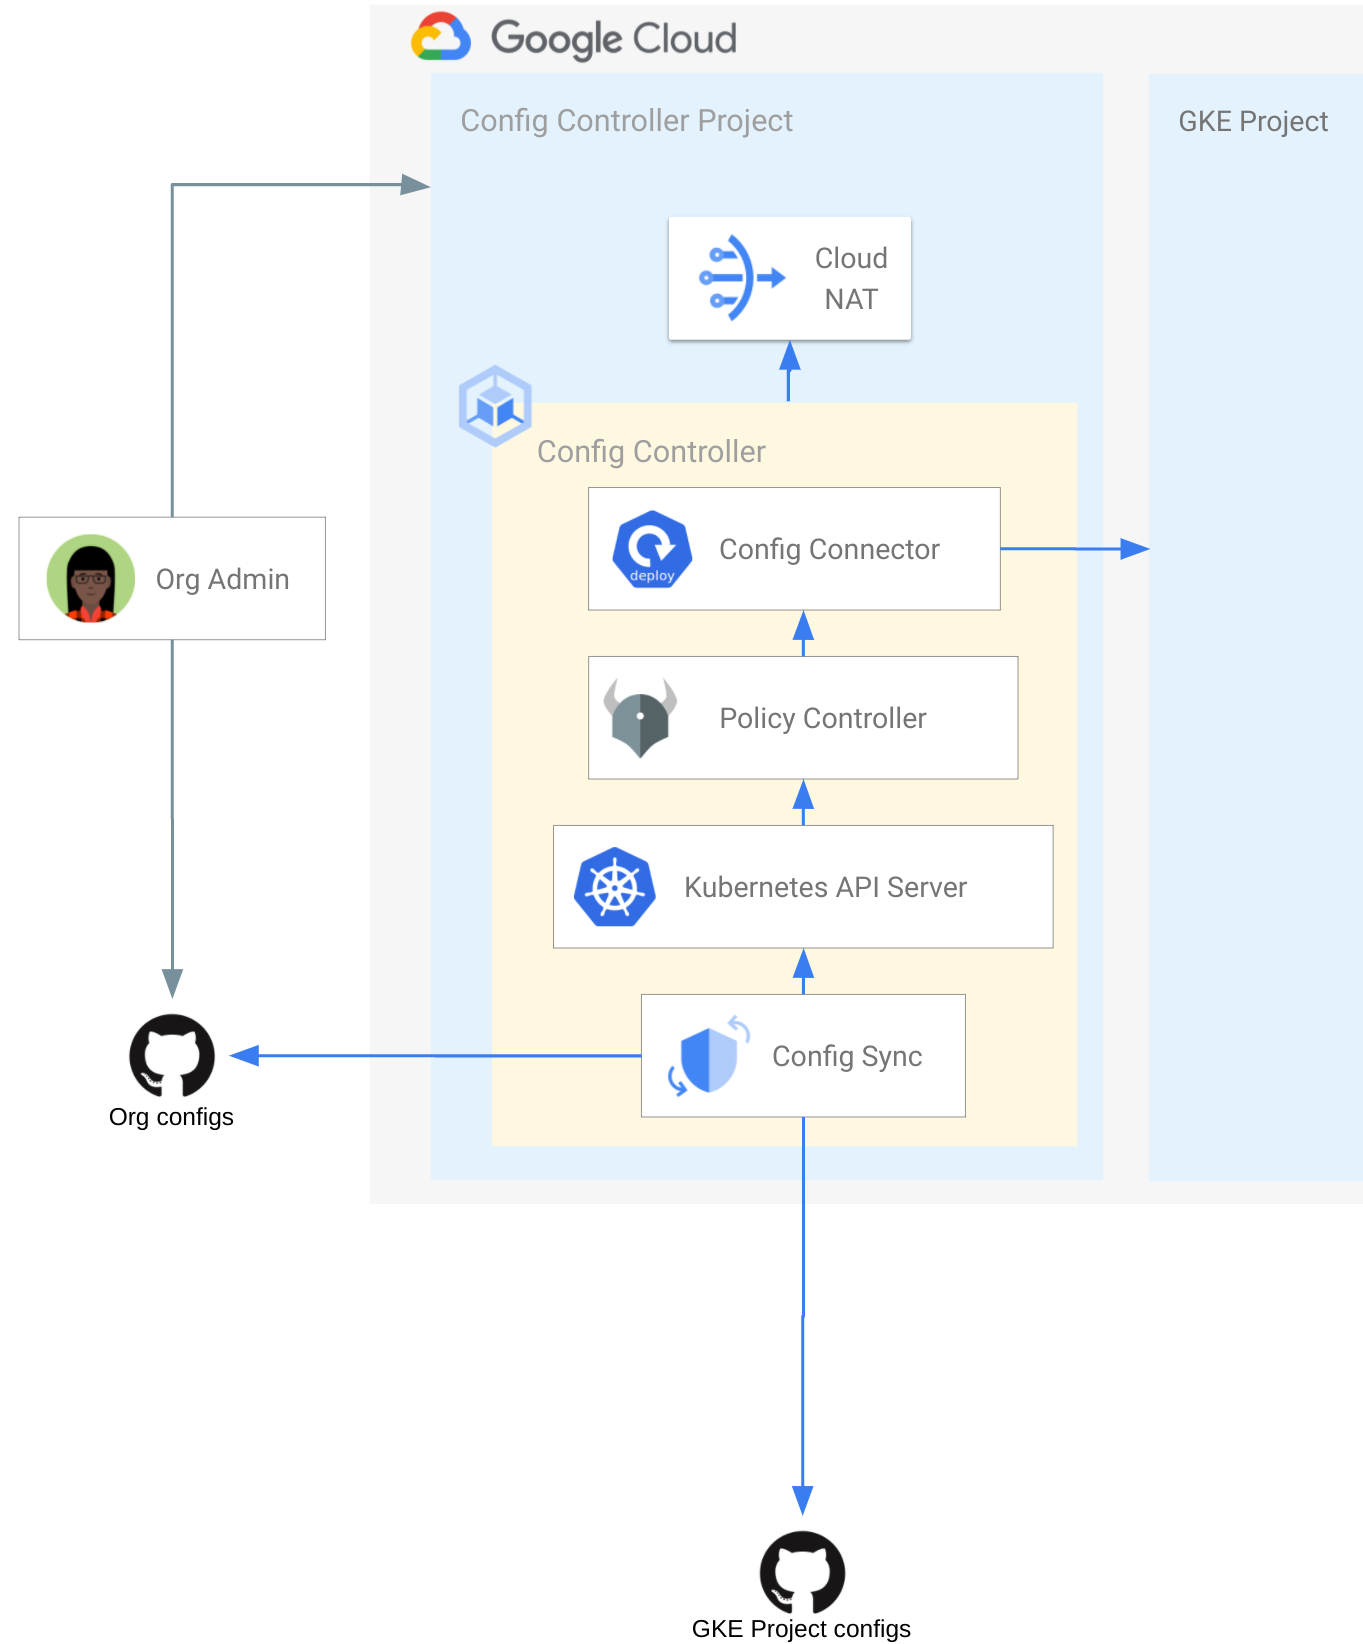 Google Cloud
Config Controller Project
GKE Project
Cloud
NAT
Config Controller
deploy
Config Connector
Org Admin
Policy Controller
Kubernetes API Server
Config Sync
Org configs
GKE Project configs